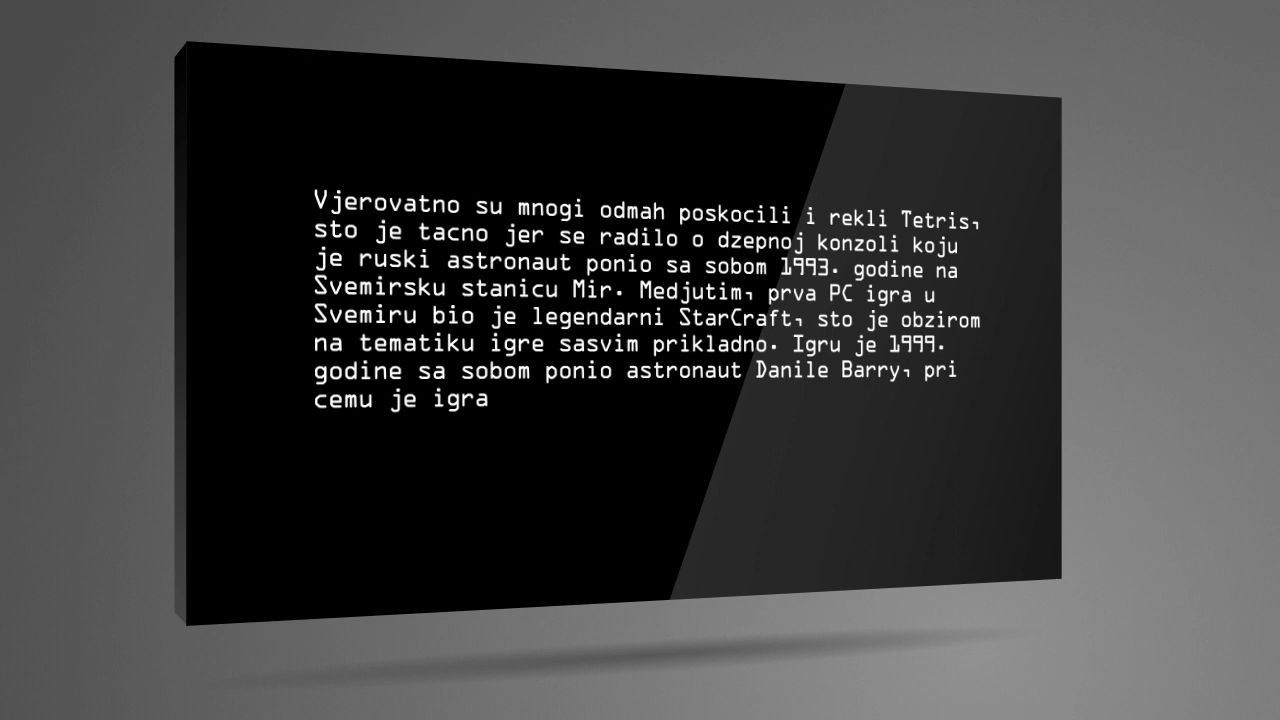 Vjerovatno su mnogi odmah poskocili i rekli Tetris,
sto je tacno jer se radilo o dzepnoj konzoli koju
je ruski astronaut ponio sa sobom 1993. godine na
Svemirsku stanicu Mir. Medjutim, prva PC igra u
Svemiru bio je legendarni StarCraft, sto je obzirom
na tematiku igre sasvim prikladno. Igru je 1999.
godine sa sobom ponio astronaut Danile Barry, pri
cemu je igra